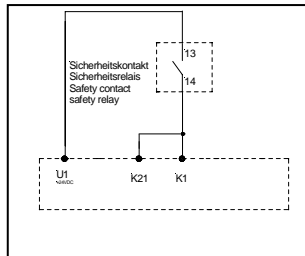 13
Sicherheitskontakt
Sicherheitsrelais
Safety contact
safety relay
14
U1
K21
K1